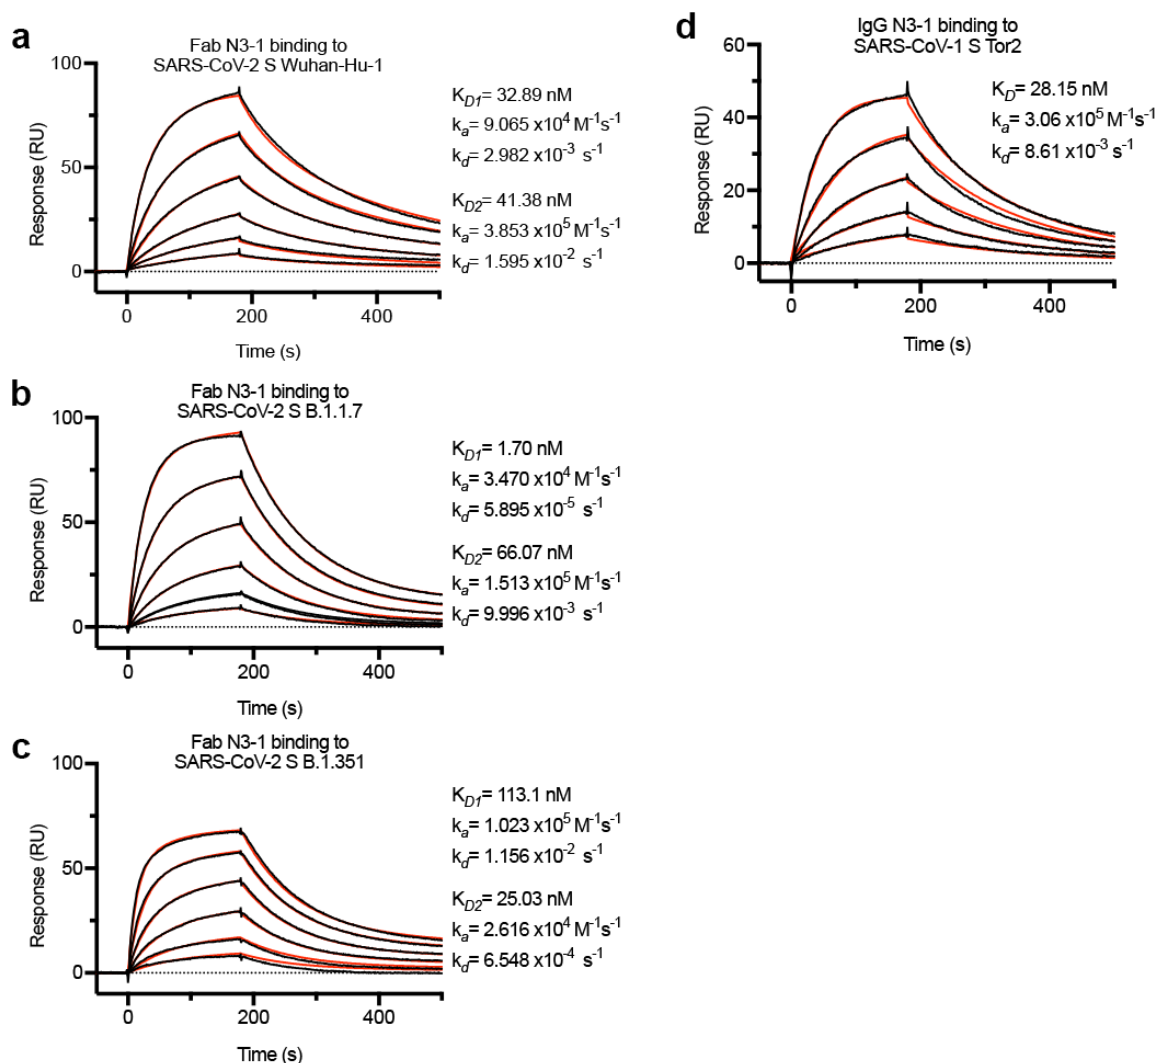 a
Fab N3-1 binding to
SARS-CoV-2 S Wuhan-Hu-1
100
50
0
Response (RU)
0 200 400
Time (s)
K_D1= 32.89 nM
k_a= 9.065 x10^4 M^-1s^-1
k_d= 2.982 x10^-3 s^-1
K_D2= 41.38 nM
k_a= 3.853 x10^5 M^-1s^-1
k_d= 1.595 x10^-2 s^-1
b
Fab N3-1 binding to
SARS-CoV-2 S B.1.1.7
100
50
0
Response (RU)
0 200 400
Time (s)
K_D1= 1.70 nM
k_a= 3.470 x10^4 M^-1s^-1
k_d= 5.895 x10^-5 s^-1
K_D2= 66.07 nM
k_a= 1.513 x10^5 M^-1s^-1
k_d= 9.996 x10^-3 s^-1
c
Fab N3-1 binding to
SARS-CoV-2 S B.1.351
100
50
0
Response (RU)
0 200 400
Time (s)
K_D1= 113.1 nM
k_a= 1.023 x10^5 M^-1s^-1
k_d= 1.156 x10^-2 s^-1
K_D2= 25.03 nM
k_a= 2.616 x10^4 M^-1s^-1
k_d= 6.548 x10^-4 s^-1
d
IgG N3-1 binding to
SARS-CoV-1 S Tor2
60
40
20
0
Response (RU)
0 200 400
Time (s)
K_D= 28.15 nM
k_a= 3.06 x10^5 M^-1s^-1
k_d= 8.61 x10^-3 s^-1